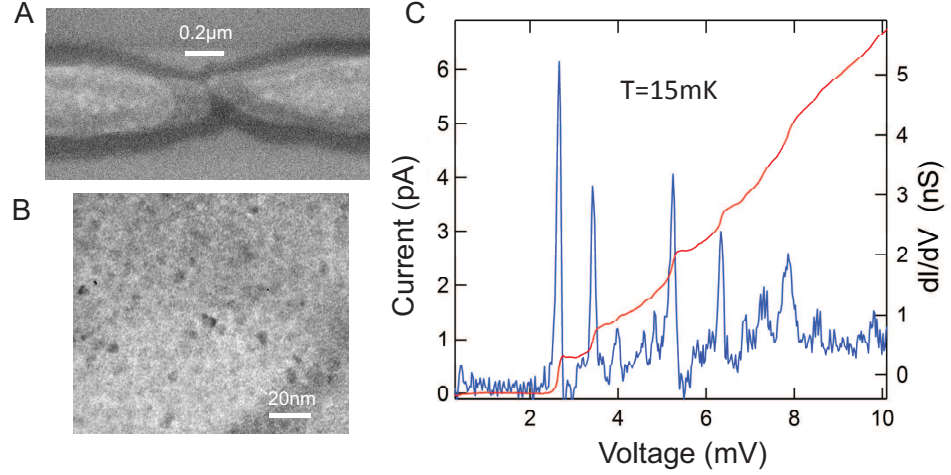 A
0.2μm
B
20nm
C
T=15mK
Current (pA)
6
5
4
3
2
1
0
dI/dV (nS)
5
4
3
2
1
0
2 4 6 8 10
Voltage (mV)